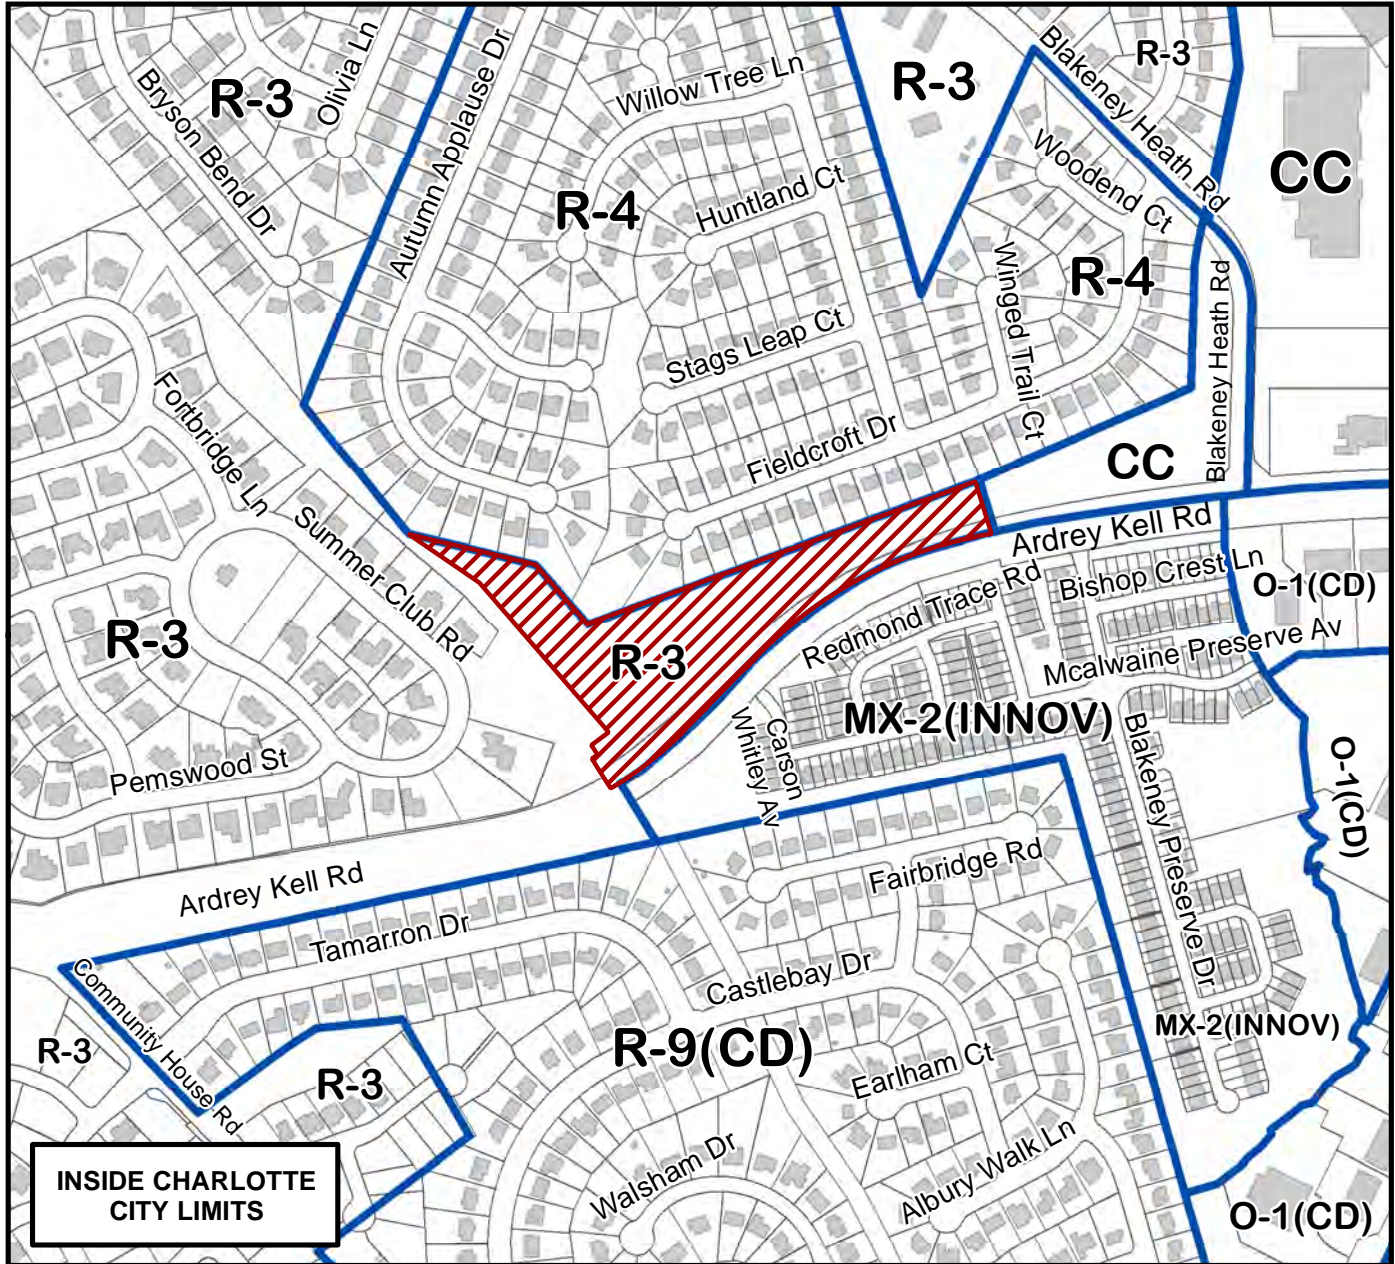 R-3
Olivia Ln
Bryson Bend Dr
Autumn Applause Dr
Willow Tree Ln
R-4
Huntland Ct
Stags Leap Ct
R-3
Blakeney Heath Rd
R-3
CC
Woodend Ct
Winged Trail Ct
R-4
Blakeney Heath Rd
Fieldcroft Dr
CC
Fortbridge Ln
Summer Club Rd
R-3
Pemswood St
R-3
Ardrey Kell Rd
Redmond Trace Rd
Bishop Crest Ln
O-1(CD)
Mcalwaine Preserve Av
MX-2(INNOV)
Carson
Whitley Av
Blakeney Preserve Dr
O-1(CD)
Ardrey Kell Rd
Fairbridge Rd
Tamarron Dr
Castlebay Dr
Community House Rd
R-3
R-3
R-9(CD)
Earlham Ct
MX-2(INNOV)
Walsham Dr
Albury Walk Ln
O-1(CD)
INSIDE CHARLOTTE
CITY LIMITS